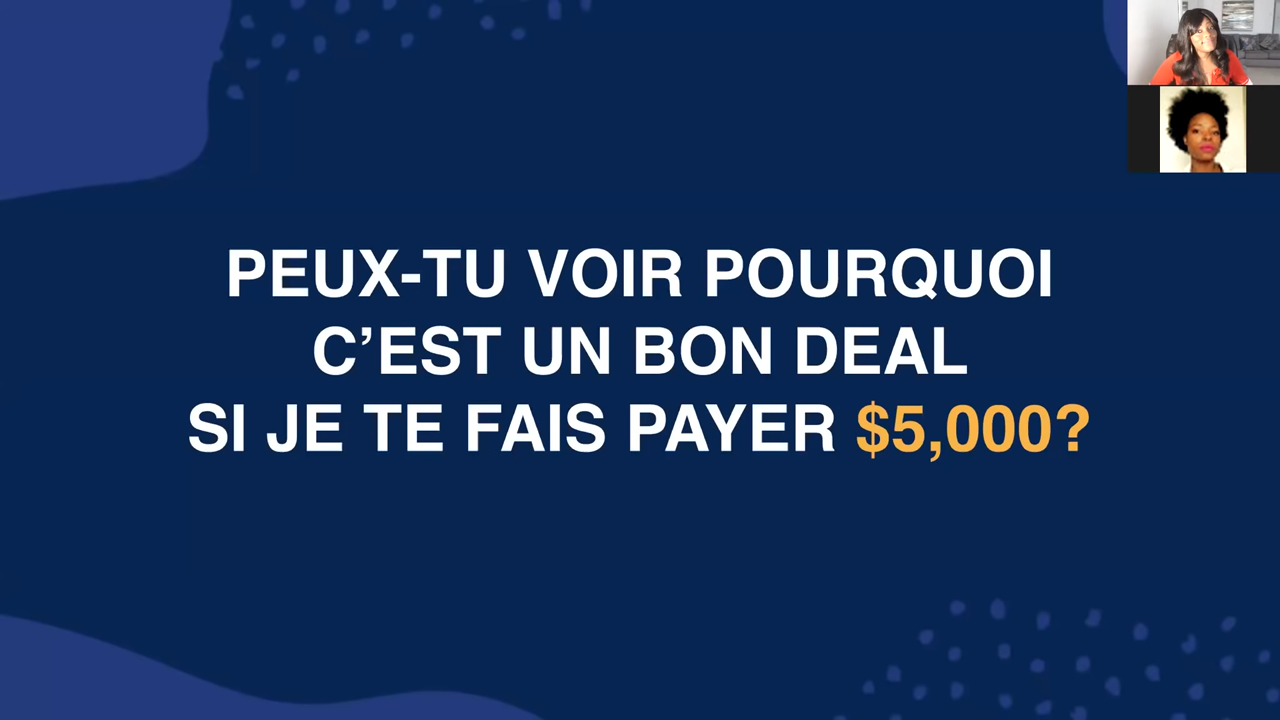 PEUX-TU VOIR POURQUOI
C’EST UN BON DEAL
SI JE TE FAIS PAYER $5,000?